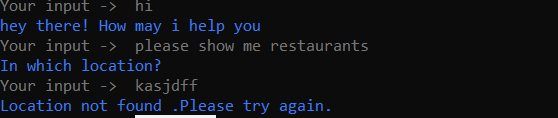 Your input ->  hi
hey there! How may i help you
Your input ->  please show me restaurants
In which location?
Your input ->  kasjdff
Location not found .Please try again.